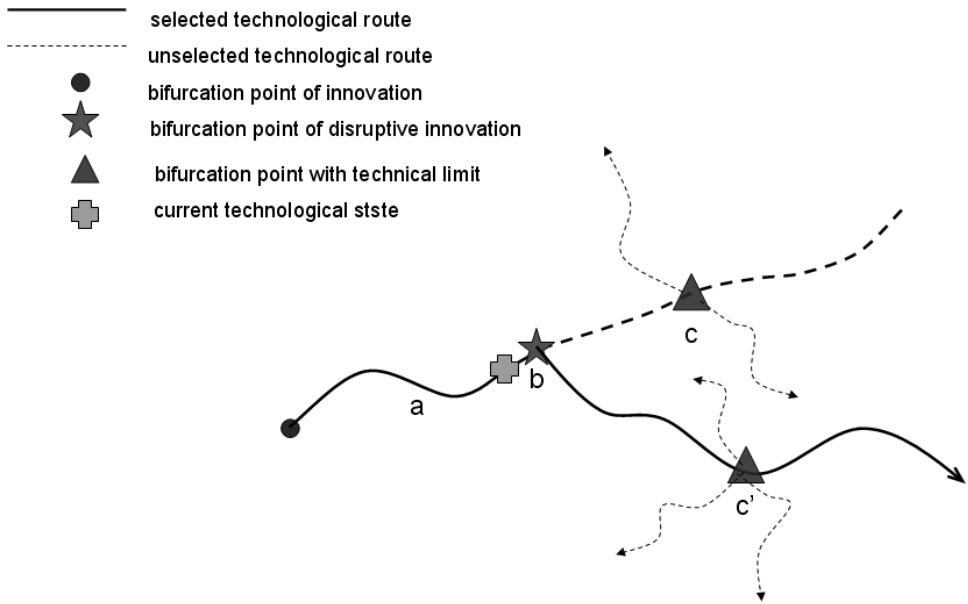 selected technological route
unselected technological route
bifurcation point of innovation
bifurcation point of disruptive innovation
bifurcation point with technical limit
current technological stste
c
b
a
c’